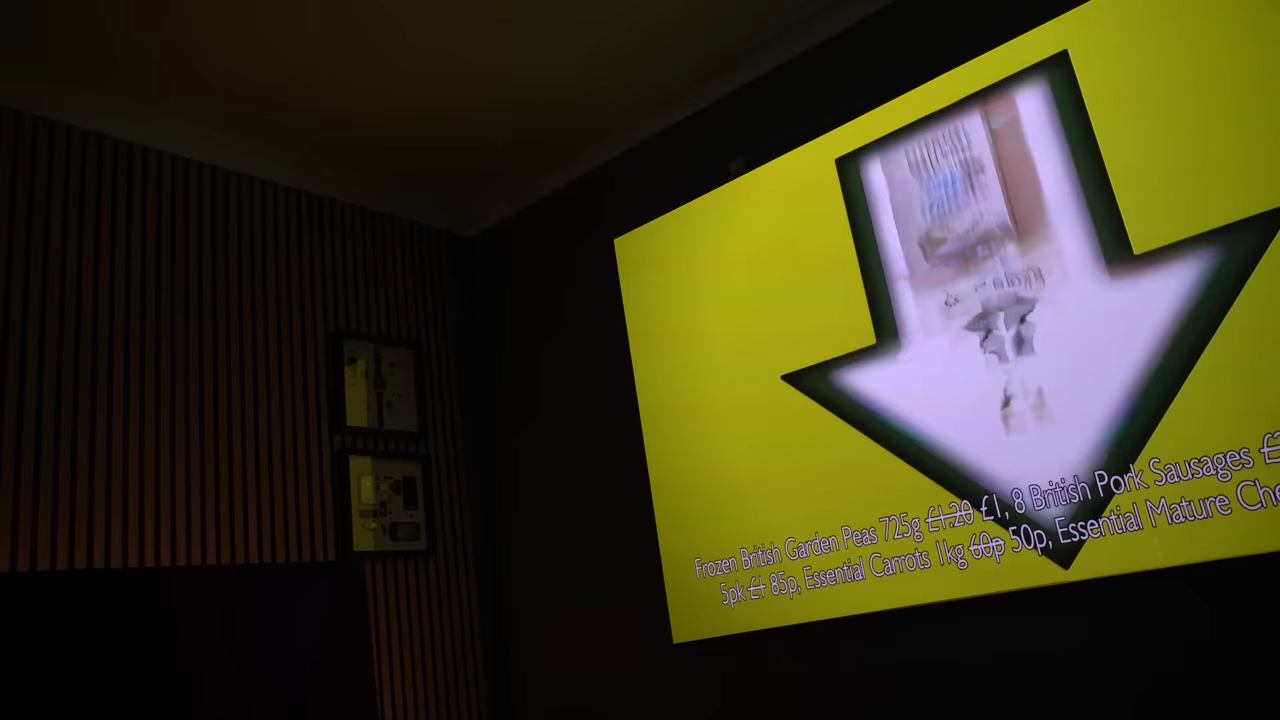 Frozen British Garden Peas 725g £1.20 £1, 8 British Pork Sausages
5pk £1 85p, Essential Carrots 1kg 60p 50p, Essential Mature